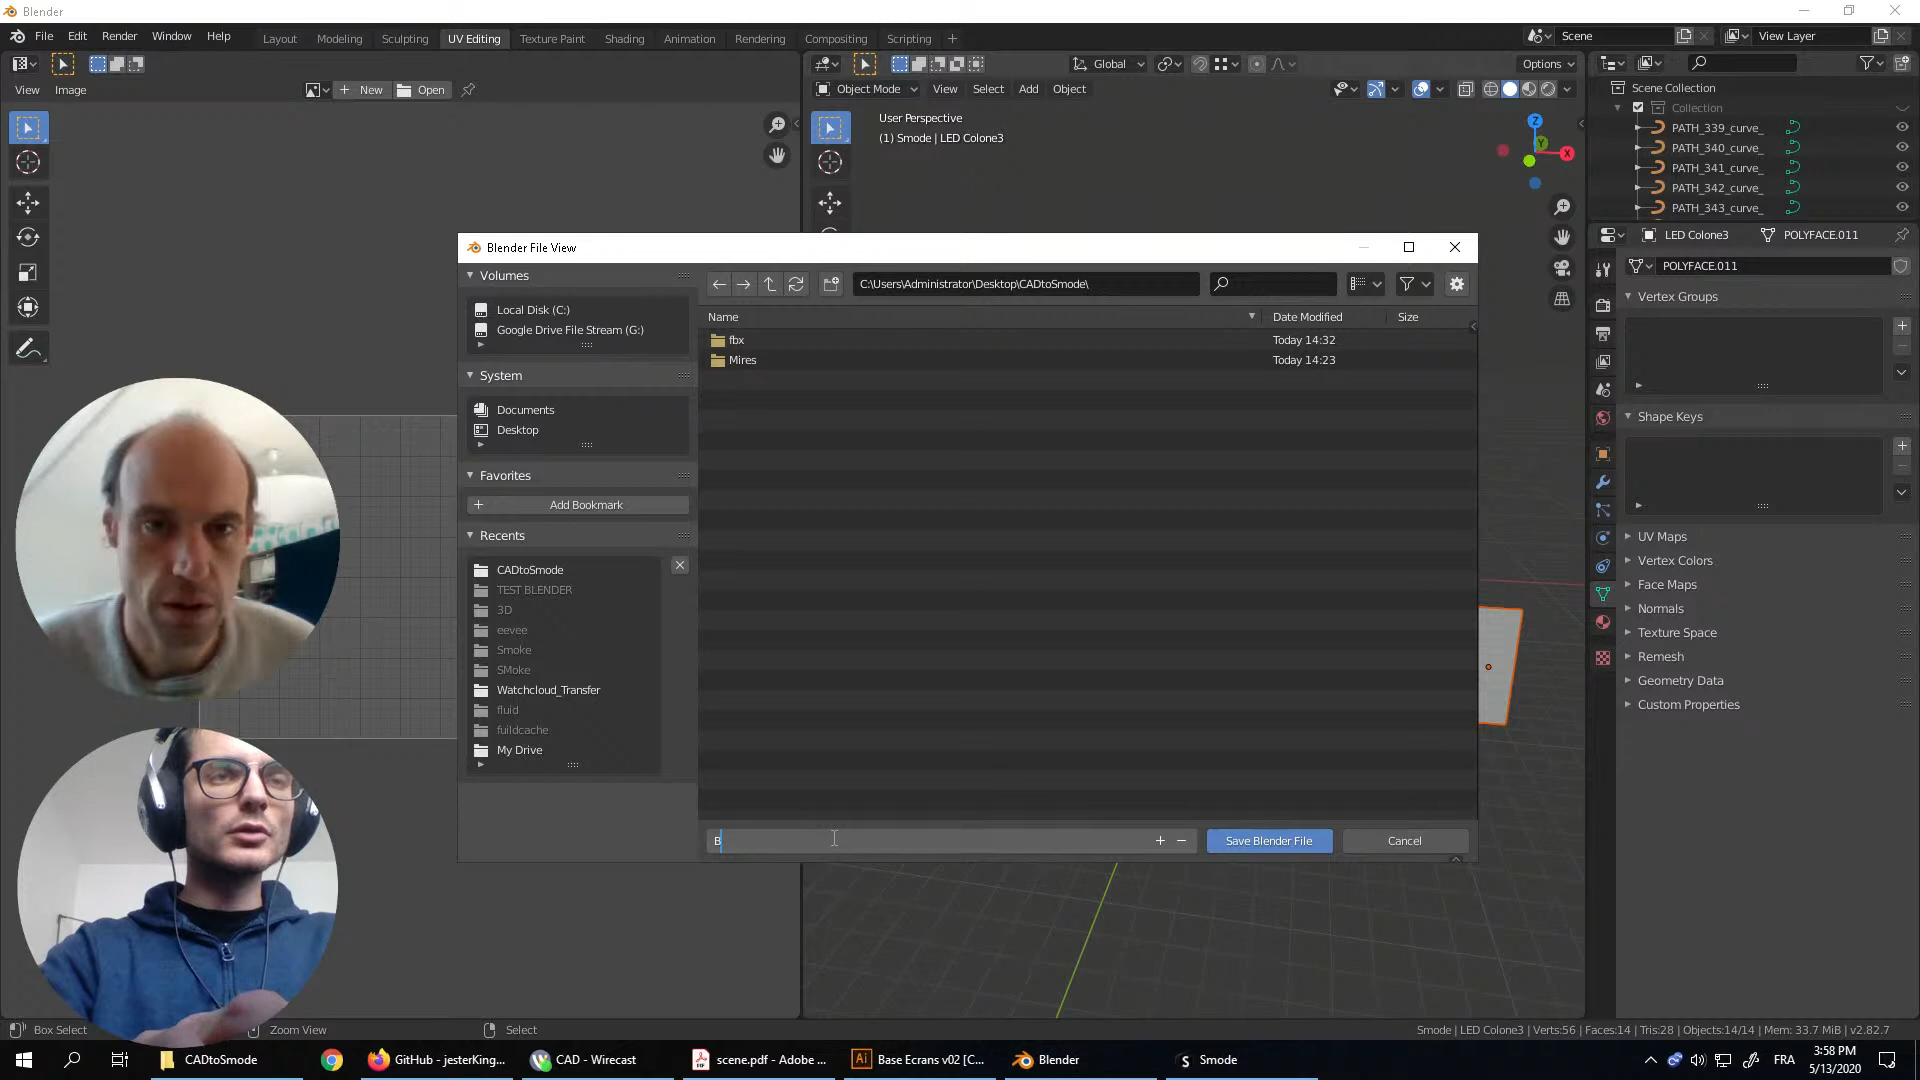 Blender
File Edit Render Window Help
Layout Modeling Sculpting UV Editing Texture Paint Shading Animation Rendering Compositing Scripting
Scene
View Layer
Global
Options
View Image
New Open
Object Mode View Select Add Object
User Perspective
(1) Smode | LED Colone3
Z
Y
X
Scene Collection
Collection
PATH_339_curve_
PATH_340_curve_
PATH_341_curve_
PATH_342_curve_
PATH_343_curve_
LED Colone3 POLYFACE.011
POLYFACE.011
Vertex Groups
Shape Keys
UV Maps
Vertex Colors
Face Maps
Normals
Texture Space
Remesh
Geometry Data
Custom Properties
Blender File View
Volumes
Local Disk (C:)
Google Drive File Stream (G:)
System
Documents
Desktop
Favorites
Add Bookmark
Recents
CADtoSmode
TEST BLENDER
3D
eevee
Smoke
SMoke
Watchcloud_Transfer
fluid
fuildcache
My Drive
C:\Users\Administrator\Desktop\CADtoSmode\
Name Date Modified Size
fbx Today 14:32
Mires Today 14:23
B
Save Blender File
Cancel
Box Select Zoom View Select
Smode | LED Colone3 | Verts:56 | Faces:14 | Tris:28 | Objects:14/14 | Mem: 33.7 MiB | v2.82.7
CADtoSmode
GitHub - jesterKing...
CAD - Wirecast
scene.pdf - Adobe ...
Ai
Base Ecrans v02 [C...
Blender
S
Smode
FRA
3:58 PM
5/13/2020